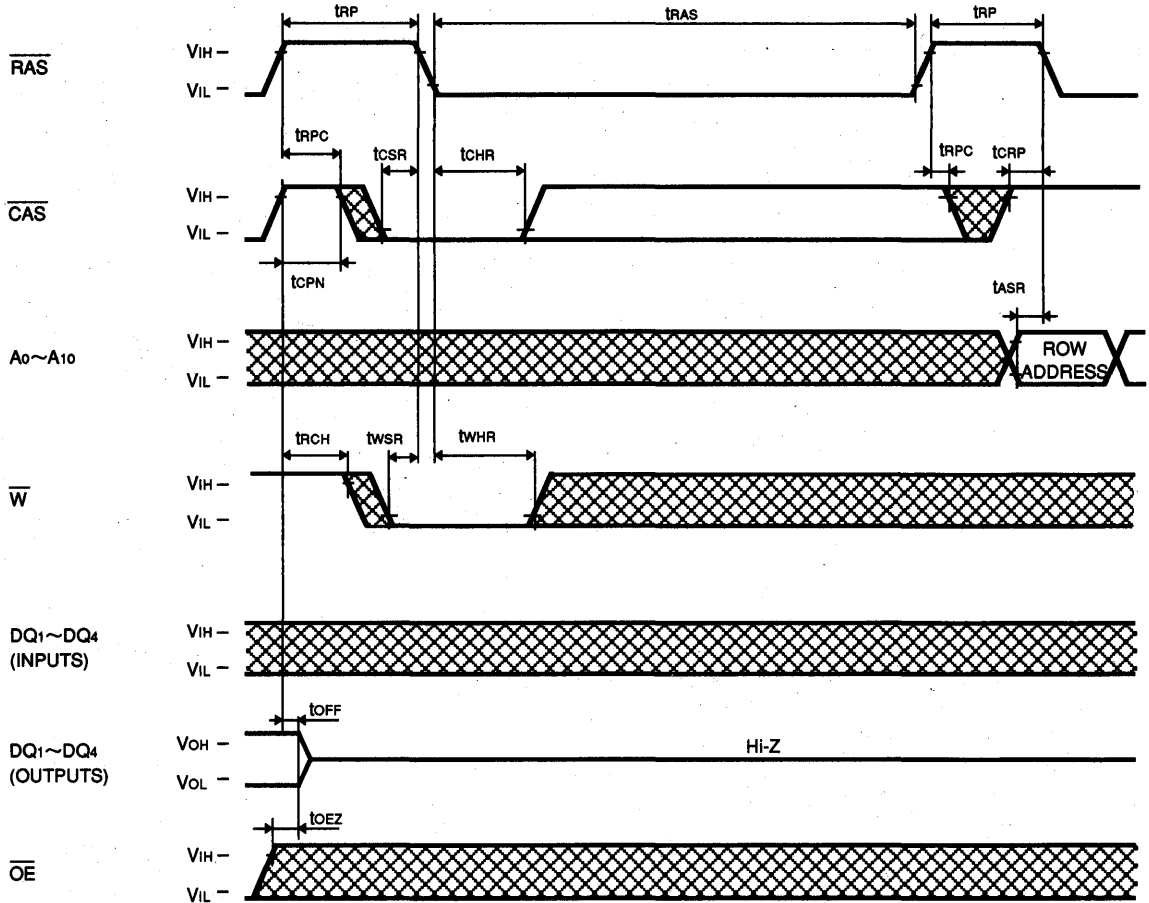 tRP tRAS tRP
RAS
VIH –
VIL –
tRPC tCSR tCHR tRPC tCRP
CAS
VIH –
VIL –
tCPN
tASR
A0~A10
VIH –
VIL –
ROW
ADDRESS
tRCH tWSR tWHR
W
VIH –
VIL –
DQ1~DQ4
(INPUTS)
VIH –
VIL –
tOFF
DQ1~DQ4
(OUTPUTS)
VOH –
VOL –
Hi-Z
tOEZ
OE
VIH –
VIL –